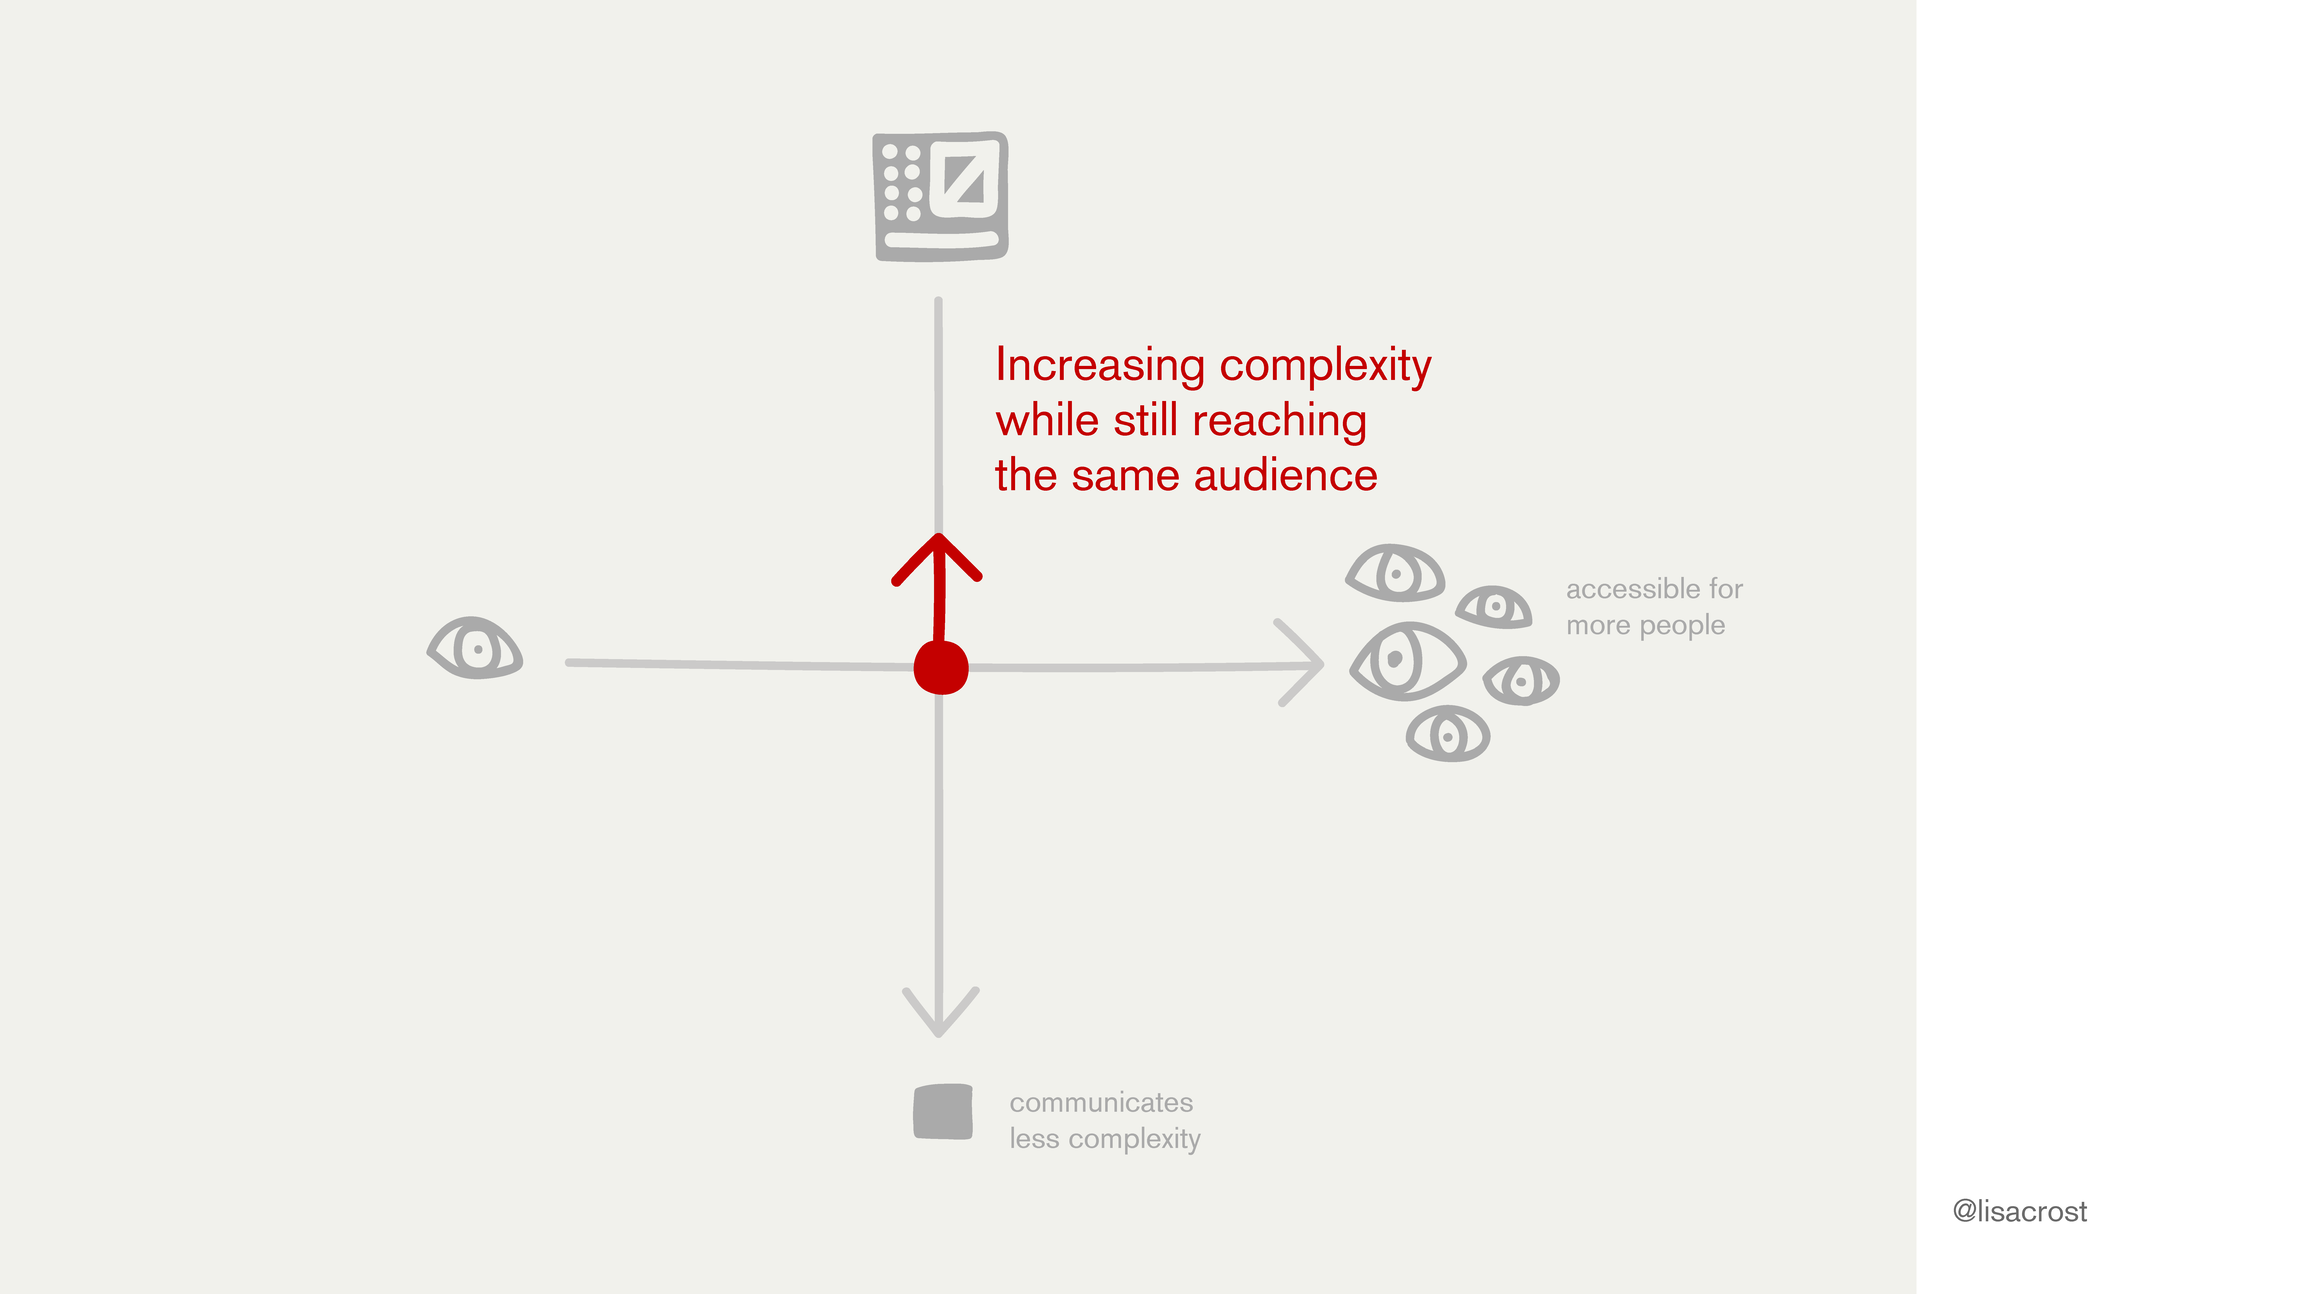 Increasing complexity
while still reaching
the same audience
accessible for
more people
communicates
less complexity
@lisacrost